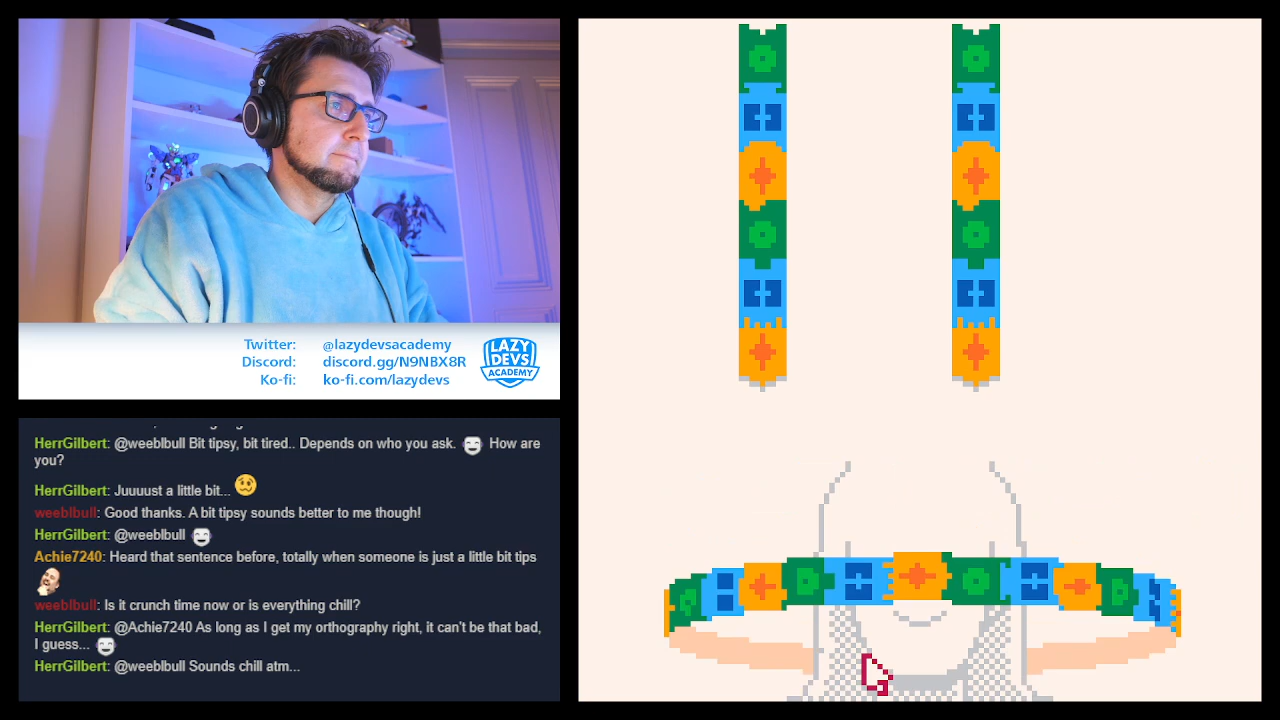 Twitter: @lazydevsacademy
Discord: discord.gg/N9NBX8R
Ko-fi: ko-fi.com/lazydevs
LAZY
DEVS
ACADEMY
HerrGilbert: @weeblbull Bit tipsy, bit tired.. Depends on who you ask. How are
you?
HerrGilbert: Juuuust a little bit...
weeblbull: Good thanks. A bit tipsy sounds better to me though!
HerrGilbert: @weeblbull
Achie7240: Heard that sentence before, totally when someone is just a little bit tips
weeblbull: Is it crunch time now or is everything chill?
HerrGilbert: @Achie7240 As long as I get my orthography right, it can't be that bad,
I guess...
HerrGilbert: @weeblbull Sounds chill atm...